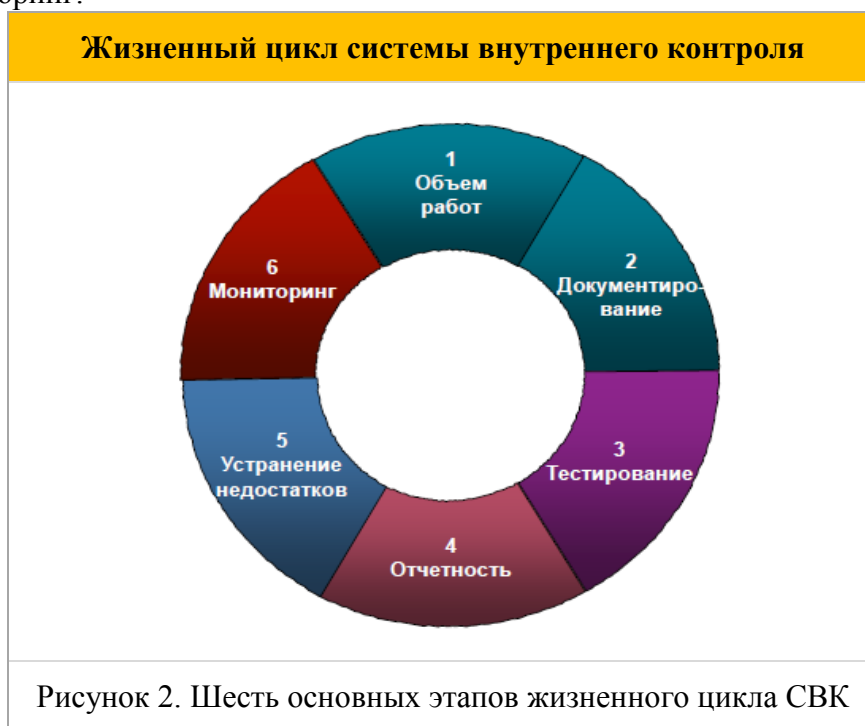 Жизненный цикл системы внутреннего контроля
1
Объем
работ
2
Документиро-
вание
3
Тестирование
4
Отчетность
5
Устранение
недостатков
6
Мониторинг
Рисунок 2. Шесть основных этапов жизненного цикла СВК